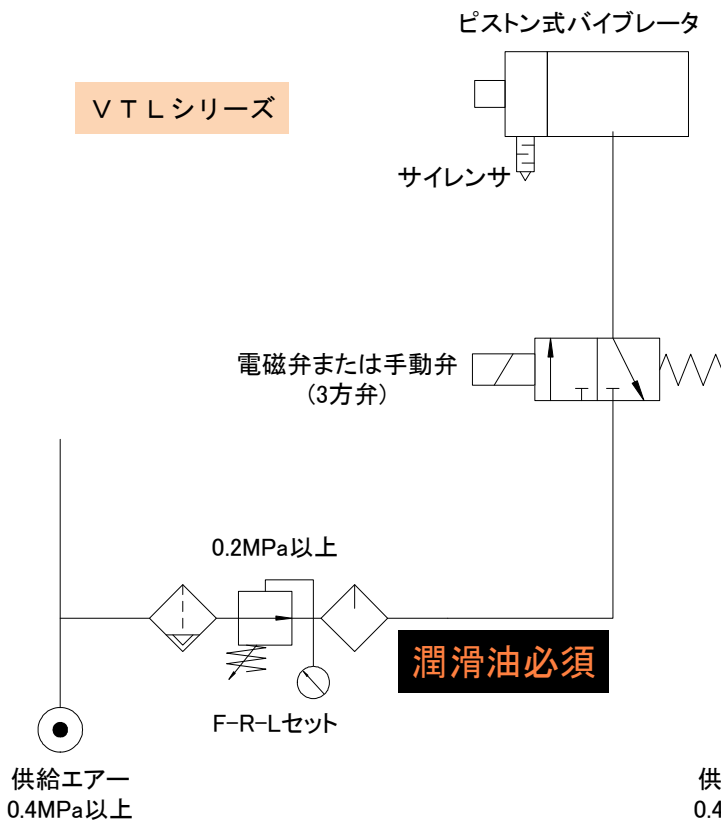 ピストン式バイブレータ
ＶＴＬシリーズ
サイレンサ
電磁弁または手動弁
(3方弁)
0.2MPa以上
潤滑油必須
F-R-Lセット
供給エアー
0.4MPa以上
供
0.4